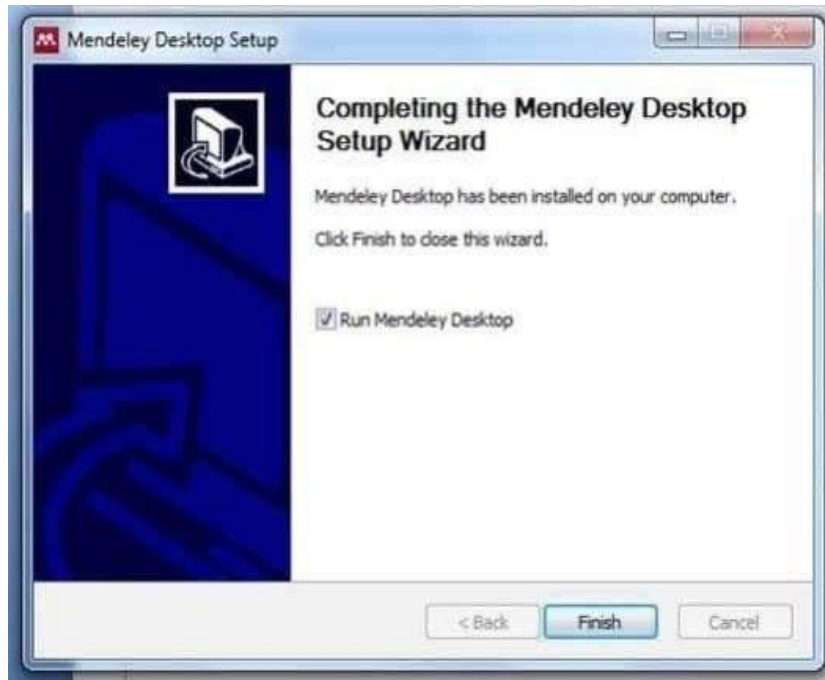 Mendeley Desktop Setup
Completing the Mendeley Desktop
Setup Wizard
Mendeley Desktop has been installed on your computer.
Click Finish to close this wizard.
Run Mendeley Desktop
< Back Finish Cancel